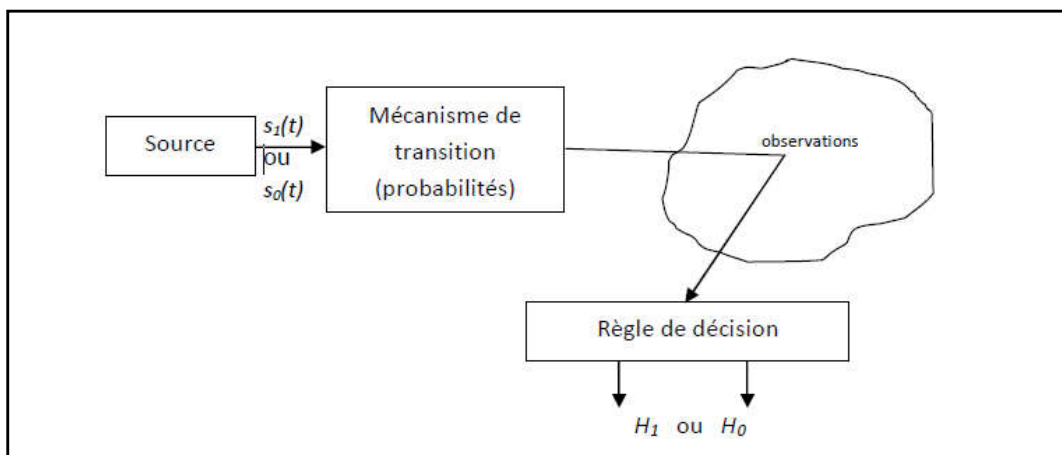 Source
s₁(t)
ou
s₀(t)
Mécanisme de
transition
(probabilités)
observations
Règle de décision
H₁ ou H₀